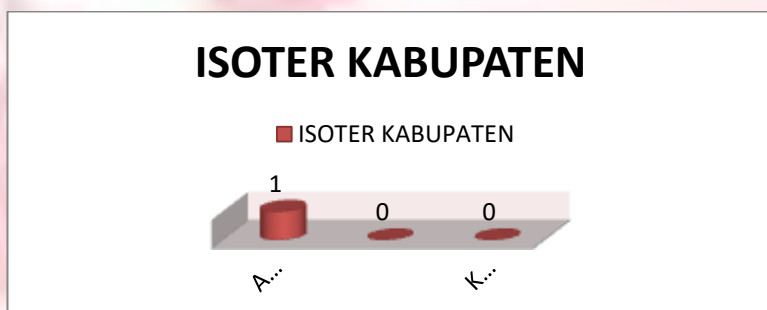 ISOTER KABUPATEN
ISOTER KABUPATEN
1
0 0
A... K...